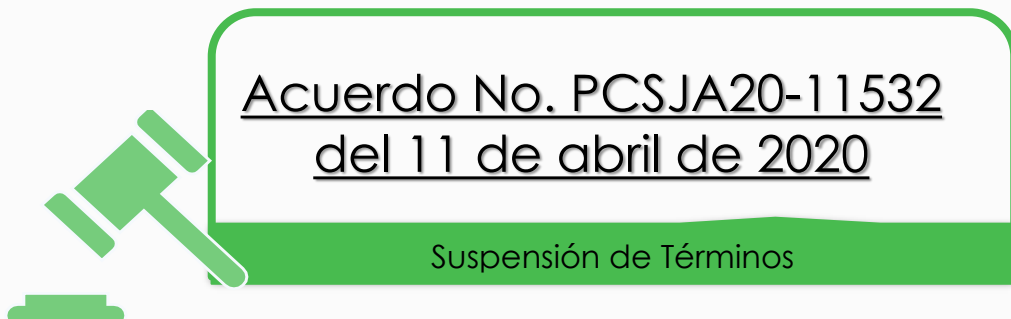 Acuerdo No. PCSJA20-11532
del 11 de abril de 2020
Suspensión de Términos